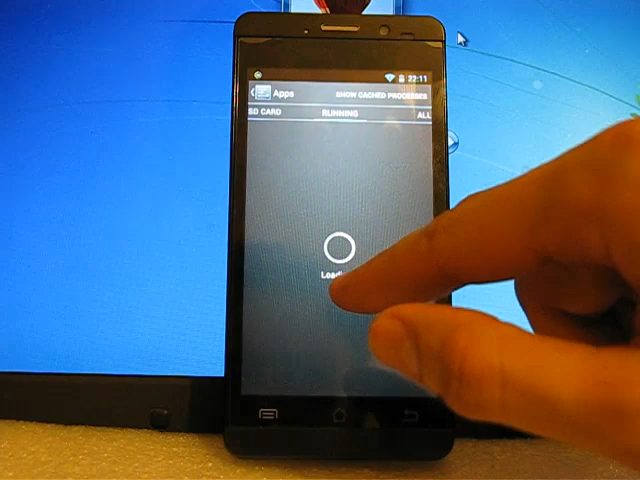 22:11
Apps SHOW CACHED PROCESSES
SD CARD RUNNING ALL